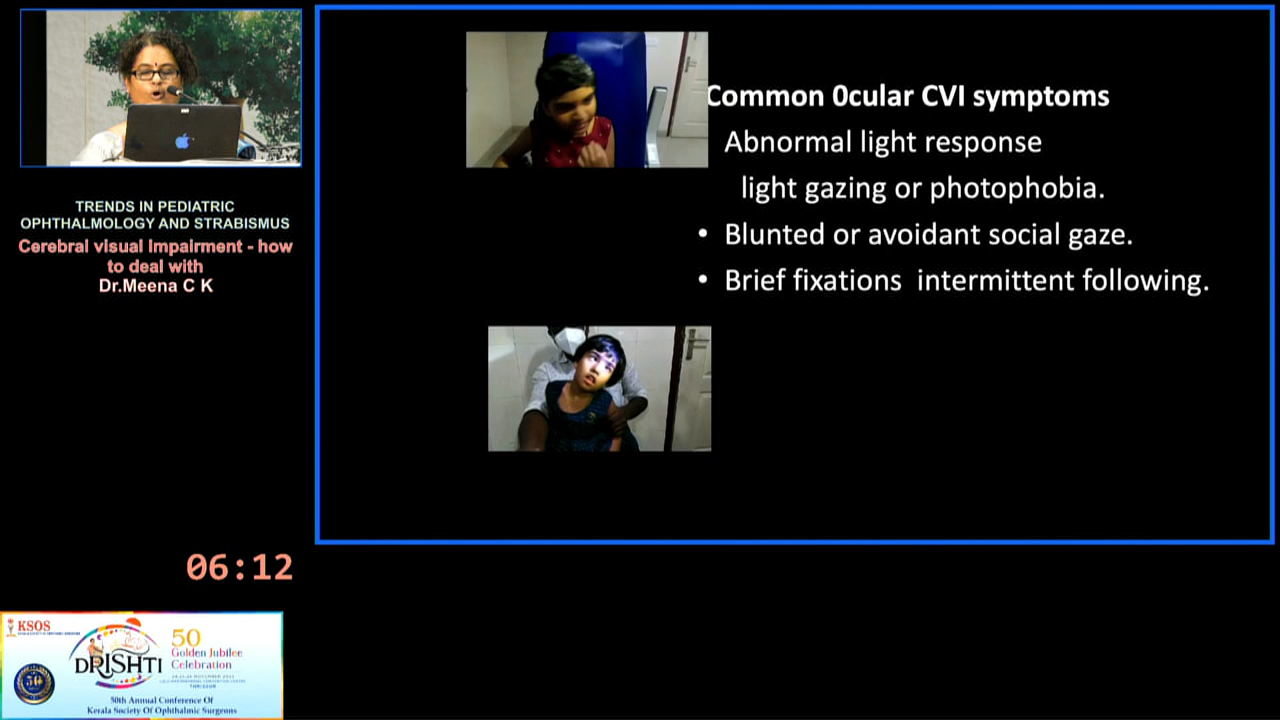 TRENDS IN PEDIATRIC
OPHTHALMOLOGY AND STRABISMUS
Cerebral visual Impairment - how
to deal with
Dr.Meena C K
Common 0cular CVI symptoms
Abnormal light response
light gazing or photophobia.
• Blunted or avoidant social gaze.
• Brief fixations intermittent following.
06:12
KSOS
50
Golden Jubilee
Celebration
DRISHTI
50
50th Annual Conference Of
Kerala Society Of Ophthalmic Surgeons